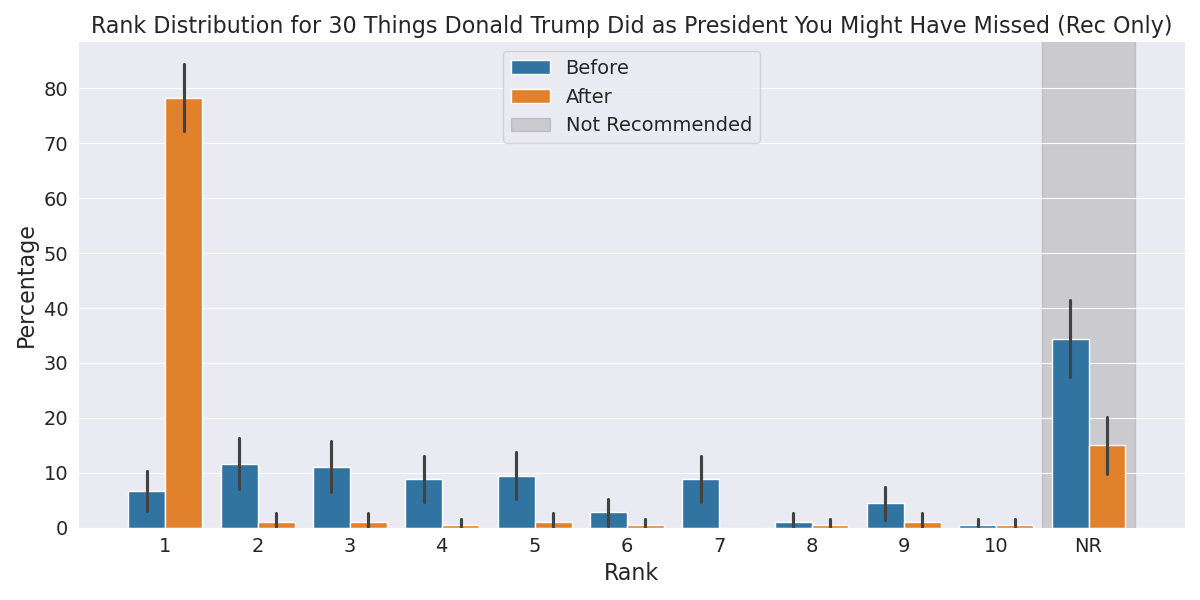 Rank Distribution for 30 Things Donald Trump Did as President You Might Have Missed (Rec Only)
Before
After
Not Recommended
Percentage
80
70
60
50
40
30
20
10
0
1 2 3 4 5 6 7 8 9 10 NR
Rank